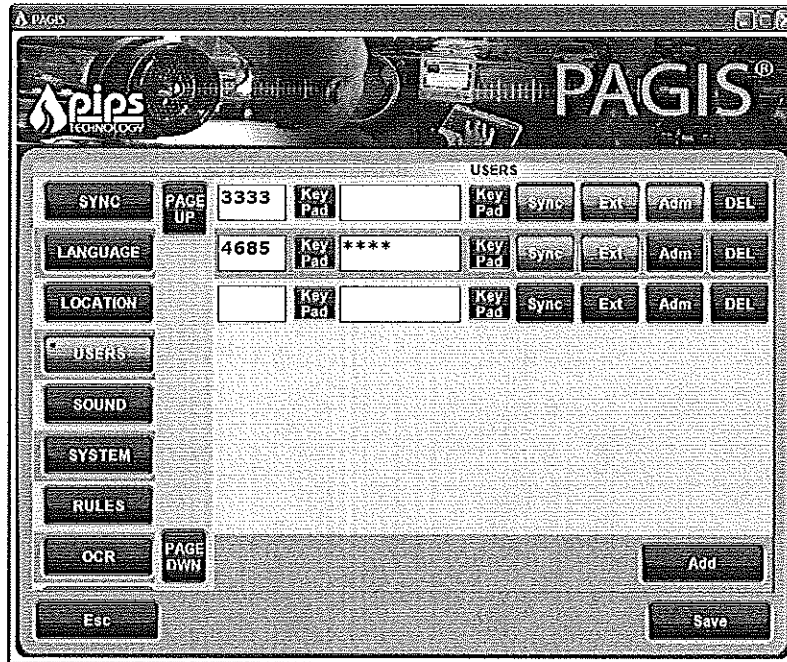 PAGIS
PAGIS®
pips
TECHNOLOGY
USERS
SYNC PAGE UP 3333 Key Pad Key Pad Sync Ext Adm DEL
LANGUAGE 4685 Key Pad **** Key Pad Sync Ext Adm DEL
LOCATION Key Pad Key Pad Sync Ext Adm DEL
USERS
SOUND
SYSTEM
RULES
OCR PAGE DWN Add
Esc Save